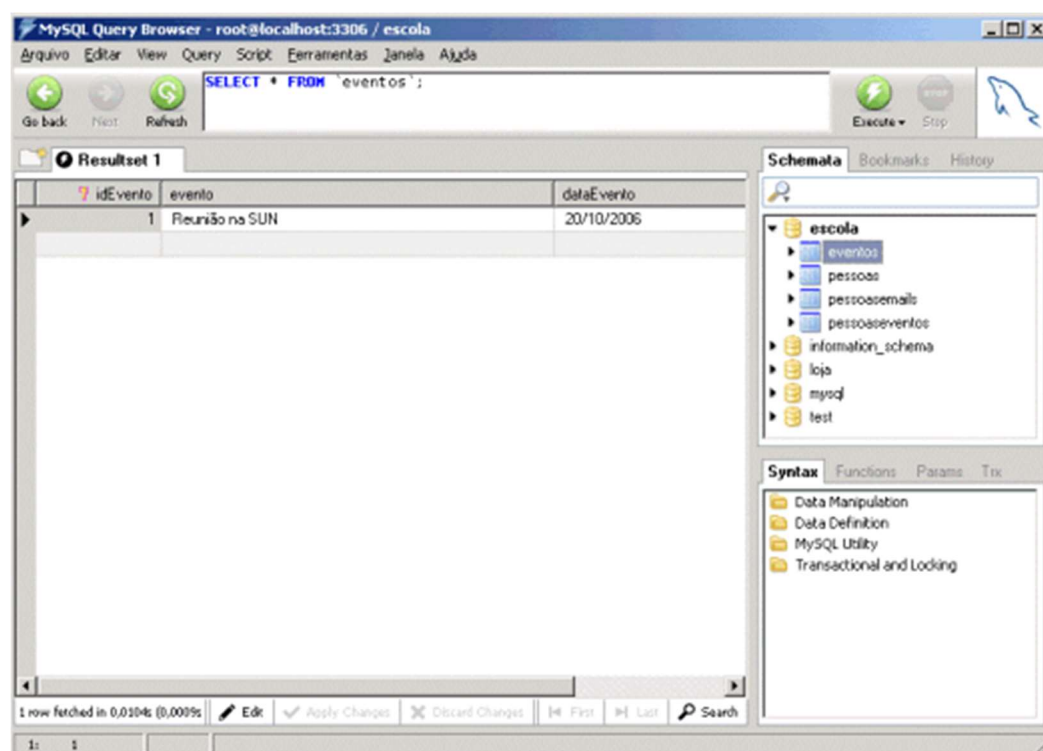 MySQL Query Browser - root@localhost:3306 / escola
Arquivo Editar View Query Script Ferramentas Janela Ajuda
Go back Next Refresh
SELECT * FROM `eventos`;
Execute Stop
Resultset 1
idEvento evento dataEvento
1 Reunião na SUN 20/10/2006
Schemata Bookmarks History
escola
eventos
pessoas
pessoasemails
pessoaseventos
information_schema
loja
mysql
test
Syntax Functions Params Trx
Data Manipulation
Data Definition
MySQL Utility
Transactional and Locking
1 row fetched in 0,0104s (0,0009s Edit Apply Changes Discard Changes First Last Search
1: 1